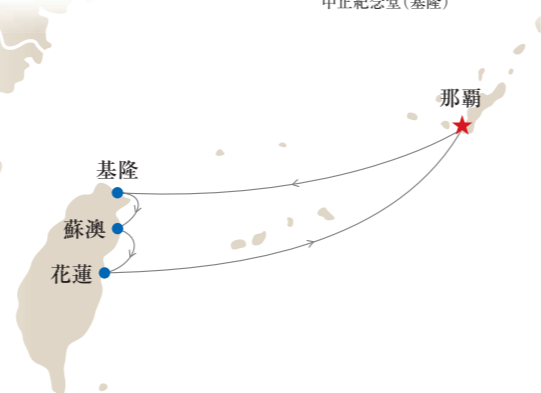 中正紀念堂(基隆)
那覇
基隆
蘇澳
花蓮